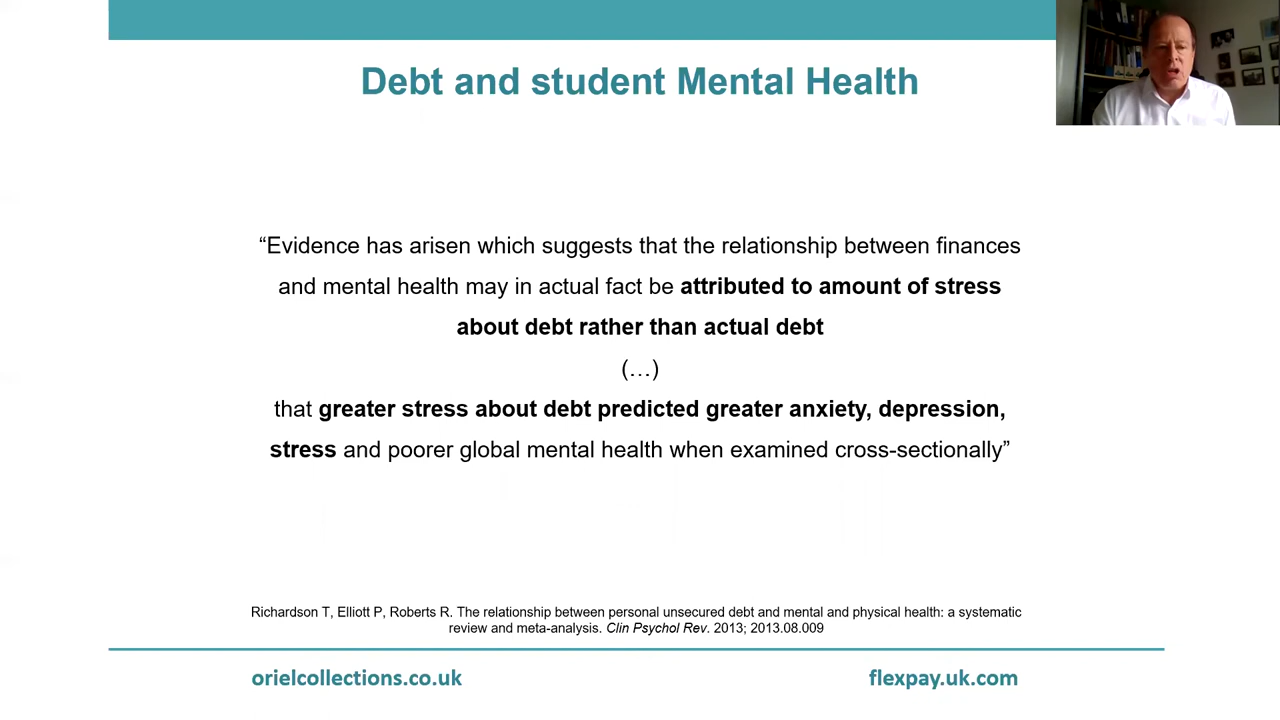 Debt and student Mental Health
“Evidence has arisen which suggests that the relationship between finances
and mental health may in actual fact be attributed to amount of stress
about debt rather than actual debt
(…)
that greater stress about debt predicted greater anxiety, depression,
stress and poorer global mental health when examined cross-sectionally”
Richardson T, Elliott P, Roberts R. The relationship between personal unsecured debt and mental and physical health: a systematic
review and meta-analysis. Clin Psychol Rev. 2013; 2013.08.009
orielcollections.co.uk
flexpay.uk.com